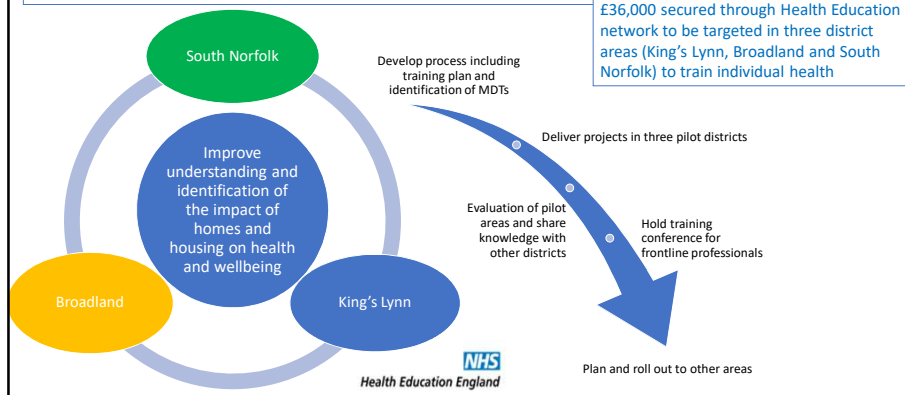 £36,000 secured through Health Education
network to be targeted in three district
areas (King's Lynn, Broadland and South
Norfolk) to train individual health
South Norfolk
Improve
understanding and
identification of
the impact of
homes and
housing on health
and wellbeing
Broadland
King's Lynn
Develop process including
training plan and
identification of MDTs
Deliver projects in three pilot districts
Evaluation of pilot
areas and share
knowledge with
other districts
Hold training
conference for
frontline professionals
Plan and roll out to other areas
NHS
Health Education England